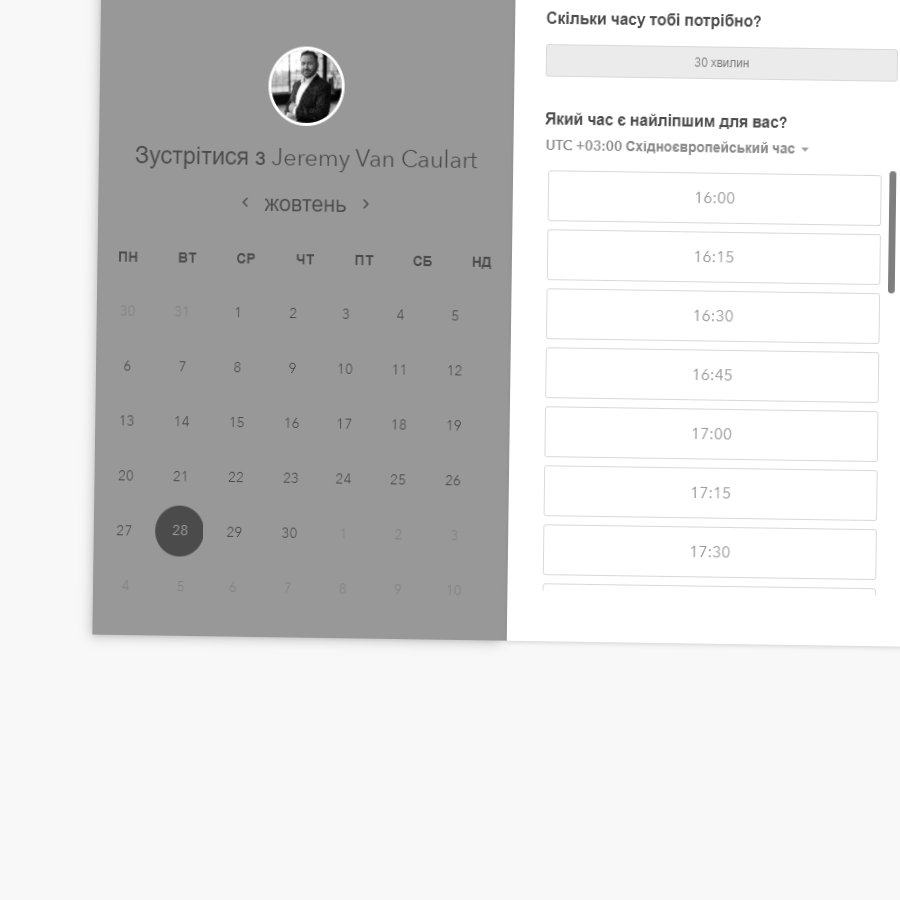 Зустрітися з Jeremy Van Caulart
жовтень
ПН ВТ СР ЧТ ПТ СБ НД
30 31 1 2 3 4 5
6 7 8 9 10 11 12
13 14 15 16 17 18 19
20 21 22 23 24 25 26
27 28 29 30 1 2 3
4 5 6 7 8 9 10
Скільки часу тобі потрібно?
30 хвилин
Який час є найліпшим для вас?
UTC +03:00 Східноєвропейський час
16:00
16:15
16:30
16:45
17:00
17:15
17:30